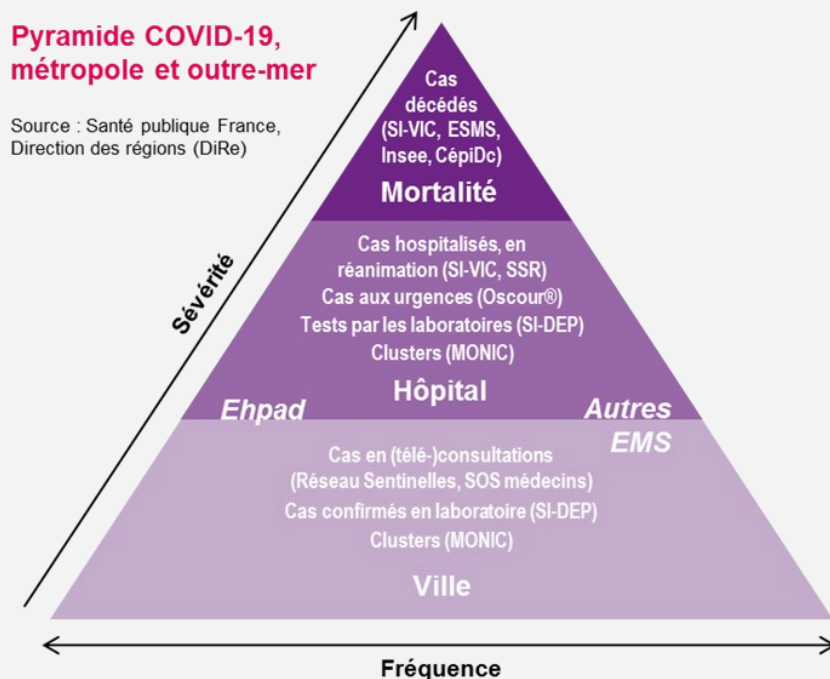 Pyramide COVID-19,
métropole et outre-mer
Source : Santé publique France,
Direction des régions (DiRe)
Cas
décédés
(SI-VIC, ESMS,
Insee, CépiDc)
Mortalité
Sévérité
Cas hospitalisés, en
réanimation (SI-VIC, SSR)
Cas aux urgences (Oscour®)
Tests par les laboratoires (SI-DEP)
Clusters (MONIC)
Hôpital
Ehpad
Autres
EMS
Cas en (télé-)consultations
(Réseau Sentinelles, SOS médecins)
Cas confirmés en laboratoire (SI-DEP)
Clusters (MONIC)
Ville
Fréquence